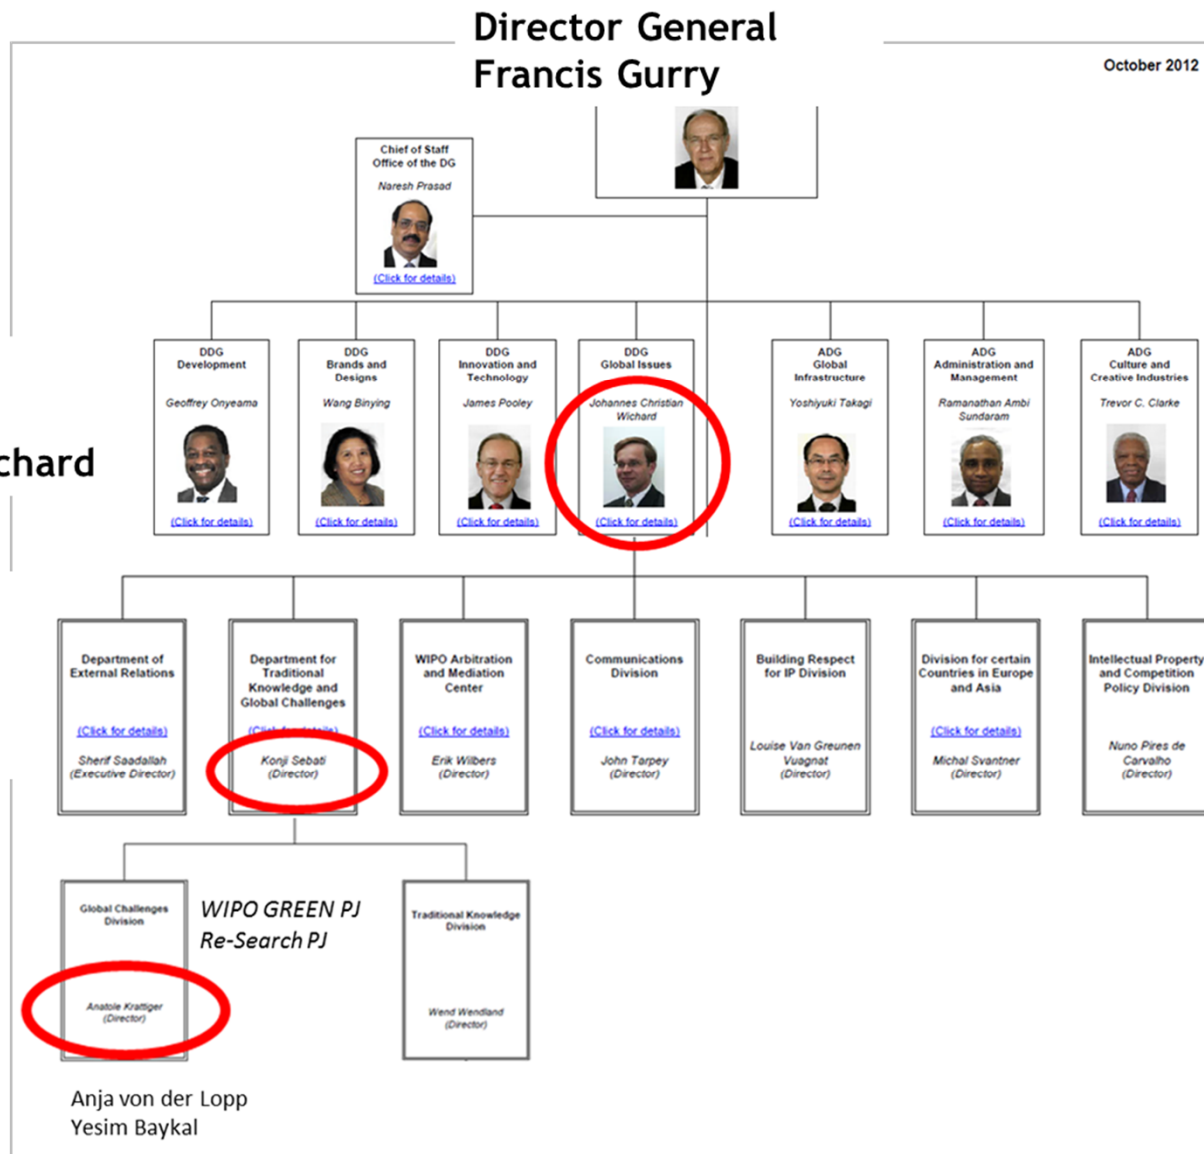 Director General
Francis Gurry
October 2012
Chief of Staff
Office of the DG
Naresh Prasad
(Click for details)
DDG
Development
Geoffrey Onyeama
(Click for details)
DDG
Brands and
Designs
Wang Binying
(Click for details)
DDG
Innovation and
Technology
James Pooley
(Click for details)
DDG
Global Issues
Johannes Christian
Wichard
(Click for details)
ADG
Global
Infrastructure
Yoshiyuki Takagi
(Click for details)
ADG
Administration and
Management
Ramanathan Ambi
Sundaram
(Click for details)
ADG
Culture and
Creative Industries
Trevor C. Clarke
(Click for details)
chard
Department of
External Relations
(Click for details)
Sherif Saadallah
(Executive Director)
Department for
Traditional
Knowledge and
Global Challenges
(Click for details)
Konji Sebati
(Director)
WIPO Arbitration
and Mediation
Center
(Click for details)
Erik Wilbers
(Director)
Communications
Division
(Click for details)
John Tarpey
(Director)
Building Respect
for IP Division
Louise Van Greunen
Vuagnat
(Director)
Division for certain
Countries in Europe
and Asia
(Click for details)
Michal Svantner
(Director)
Intellectual Property
and Competition
Policy Division
Nuno Pires de
Carvalho
(Director)
Global Challenges
Division
Anatole Krattiger
(Director)
WIPO GREEN PJ
Re-Search PJ
Traditional Knowledge
Division
Wend Wendland
(Director)
Anja von der Lopp
Yesim Baykal